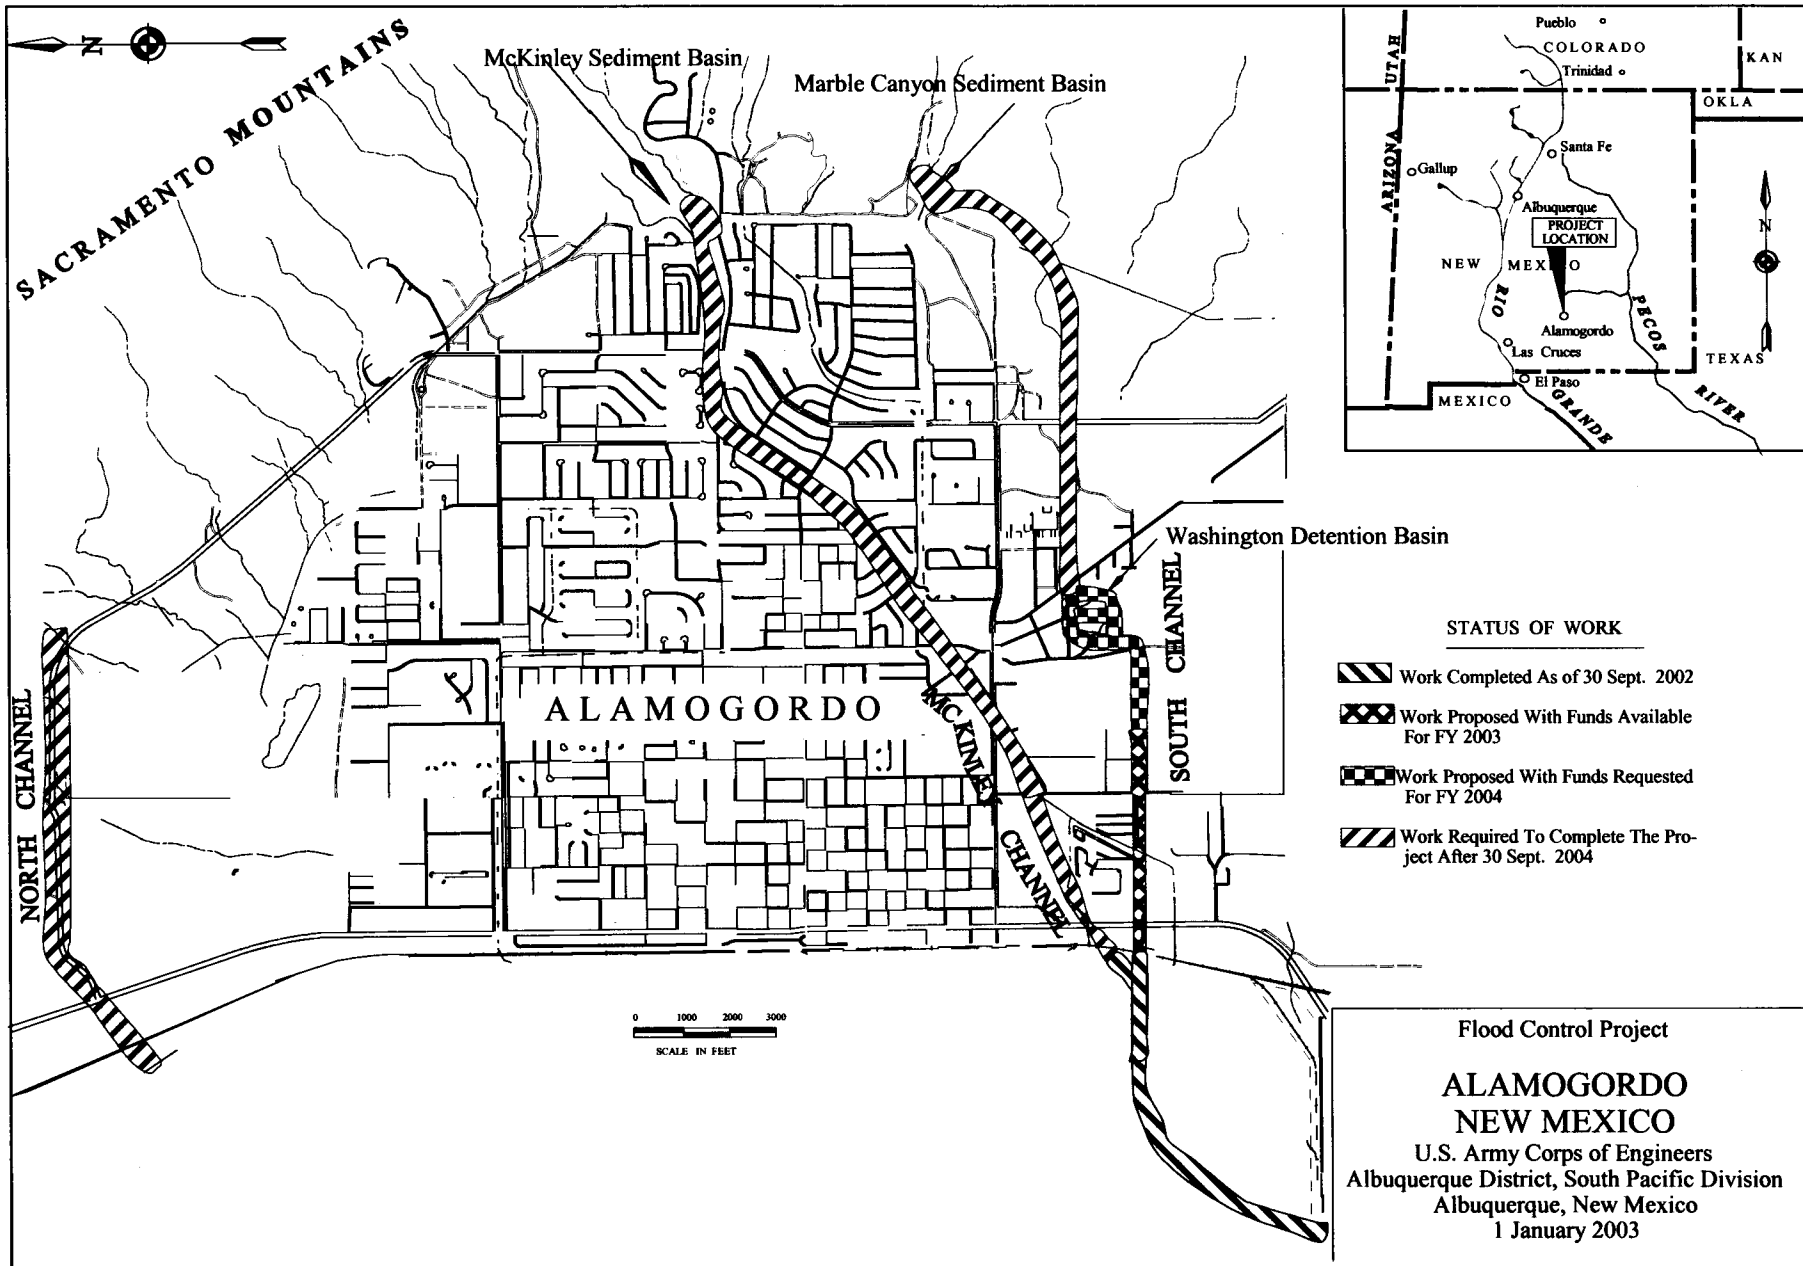 N
SACRAMENTO MOUNTAINS
McKinley Sediment Basin
Marble Canyon Sediment Basin
Washington Detention Basin
NORTH CHANNEL
SOUTH CHANNEL
ALAMOGORDO
MC KINLEY CHANNEL
0 1000 2000 3000
SCALE IN FEET
Pueblo
COLORADO
UTAH
KAN
Trinidad
OKLA
ARIZONA
Santa Fe
Gallup
Albuquerque
PROJECT
LOCATION
N
NEW MEXICO
RIO GRANDE
PECOS RIVER
Alamogordo
Las Cruces
TEXAS
El Paso
MEXICO
STATUS OF WORK
Work Completed As of 30 Sept. 2002
Work Proposed With Funds Available
For FY 2003
Work Proposed With Funds Requested
For FY 2004
Work Required To Complete The Pro-
ject After 30 Sept. 2004
Flood Control Project
ALAMOGORDO
NEW MEXICO
U.S. Army Corps of Engineers
Albuquerque District, South Pacific Division
Albuquerque, New Mexico
1 January 2003